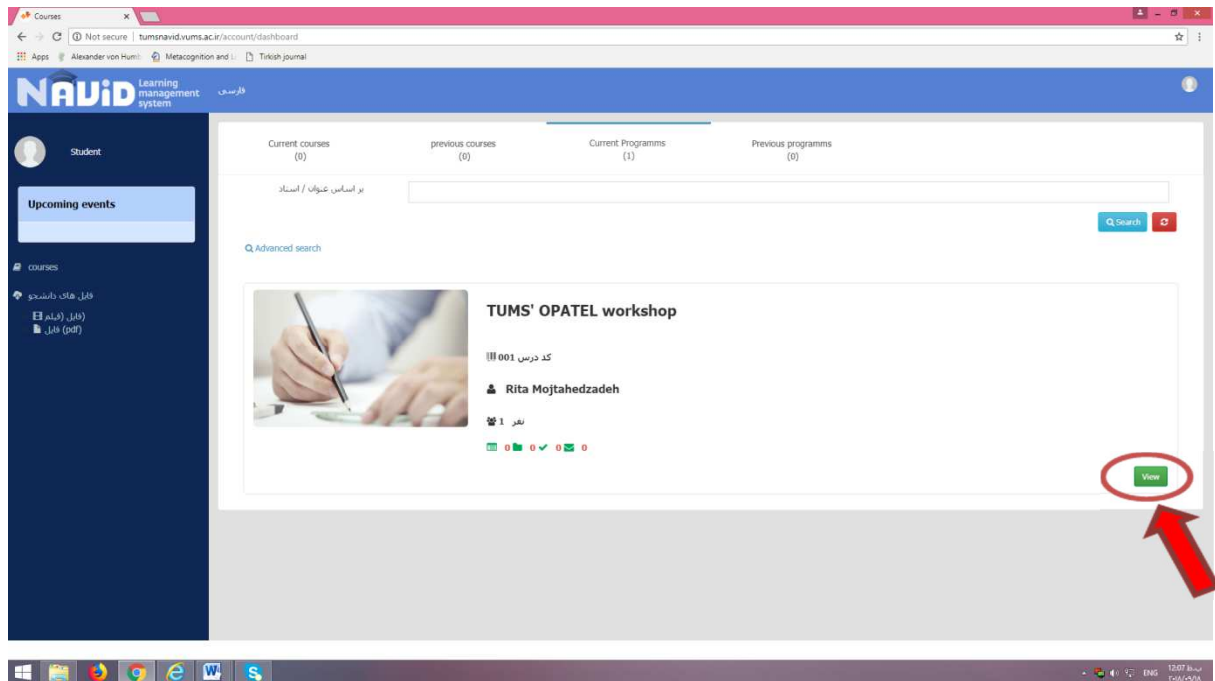 Courses
Not secure | tumsnavid.vums.ac.ir/account/dashboard
Apps Alexander von Humb Metacognition and L Tirkish journal
NAViD Learning management system
فارسی
Student
Upcoming events
courses
فایل های دانشجو
فایل (فیلم)
فایل (pdf)
Current courses (0)
previous courses (0)
Current Programms (1)
Previous programms (0)
بر اساس عنوان / استاد
Search
Advanced search
TUMS' OPATEL workshop
کد درس 001
Rita Mojtahedzadeh
1 نفر
0 0 0 0
View
ENG 12:07